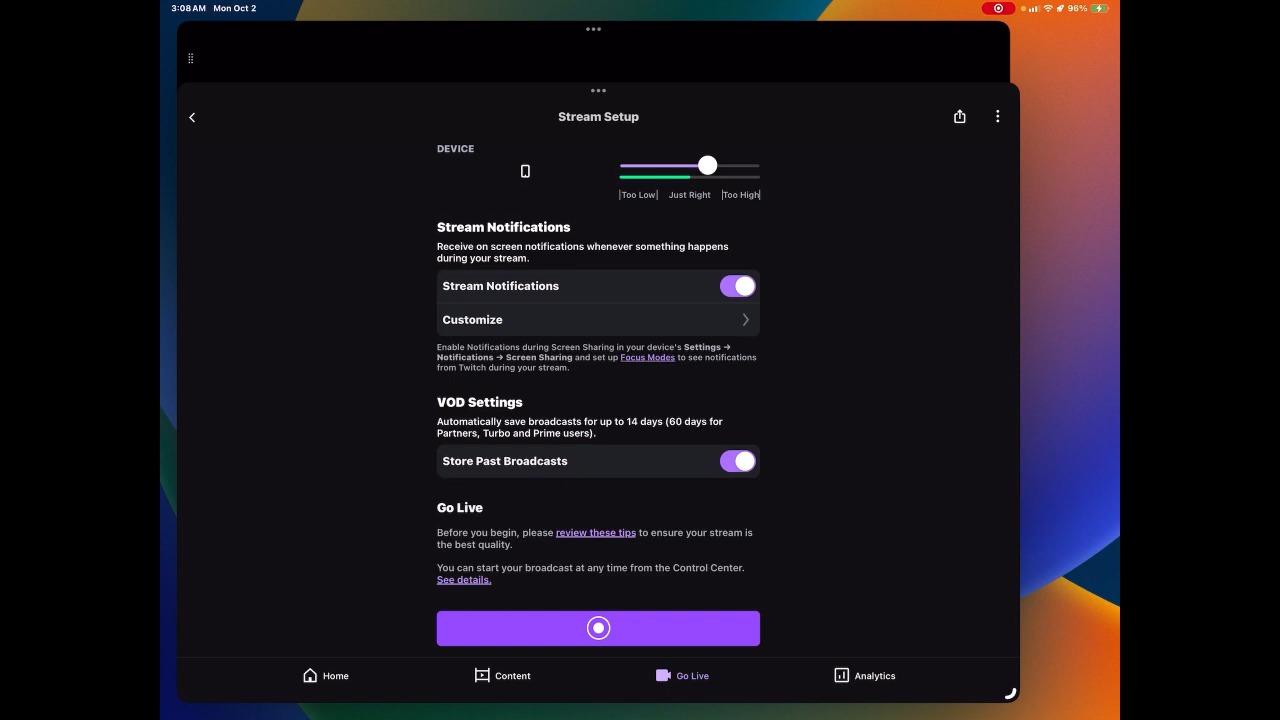 3:08 AM Mon Oct 2
96%
Stream Setup
DEVICE
Too Low Just Right Too High
Stream Notifications
Receive on screen notifications whenever something happens
during your stream.
Stream Notifications
Customize
Enable Notifications during Screen Sharing in your device's Settings →
Notifications → Screen Sharing and set up Focus Modes to see notifications
from Twitch during your stream.
VOD Settings
Automatically save broadcasts for up to 14 days (60 days for
Partners, Turbo and Prime users).
Store Past Broadcasts
Go Live
Before you begin, please review these tips to ensure your stream is
the best quality.
You can start your broadcast at any time from the Control Center.
See details.
Home Content Go Live Analytics